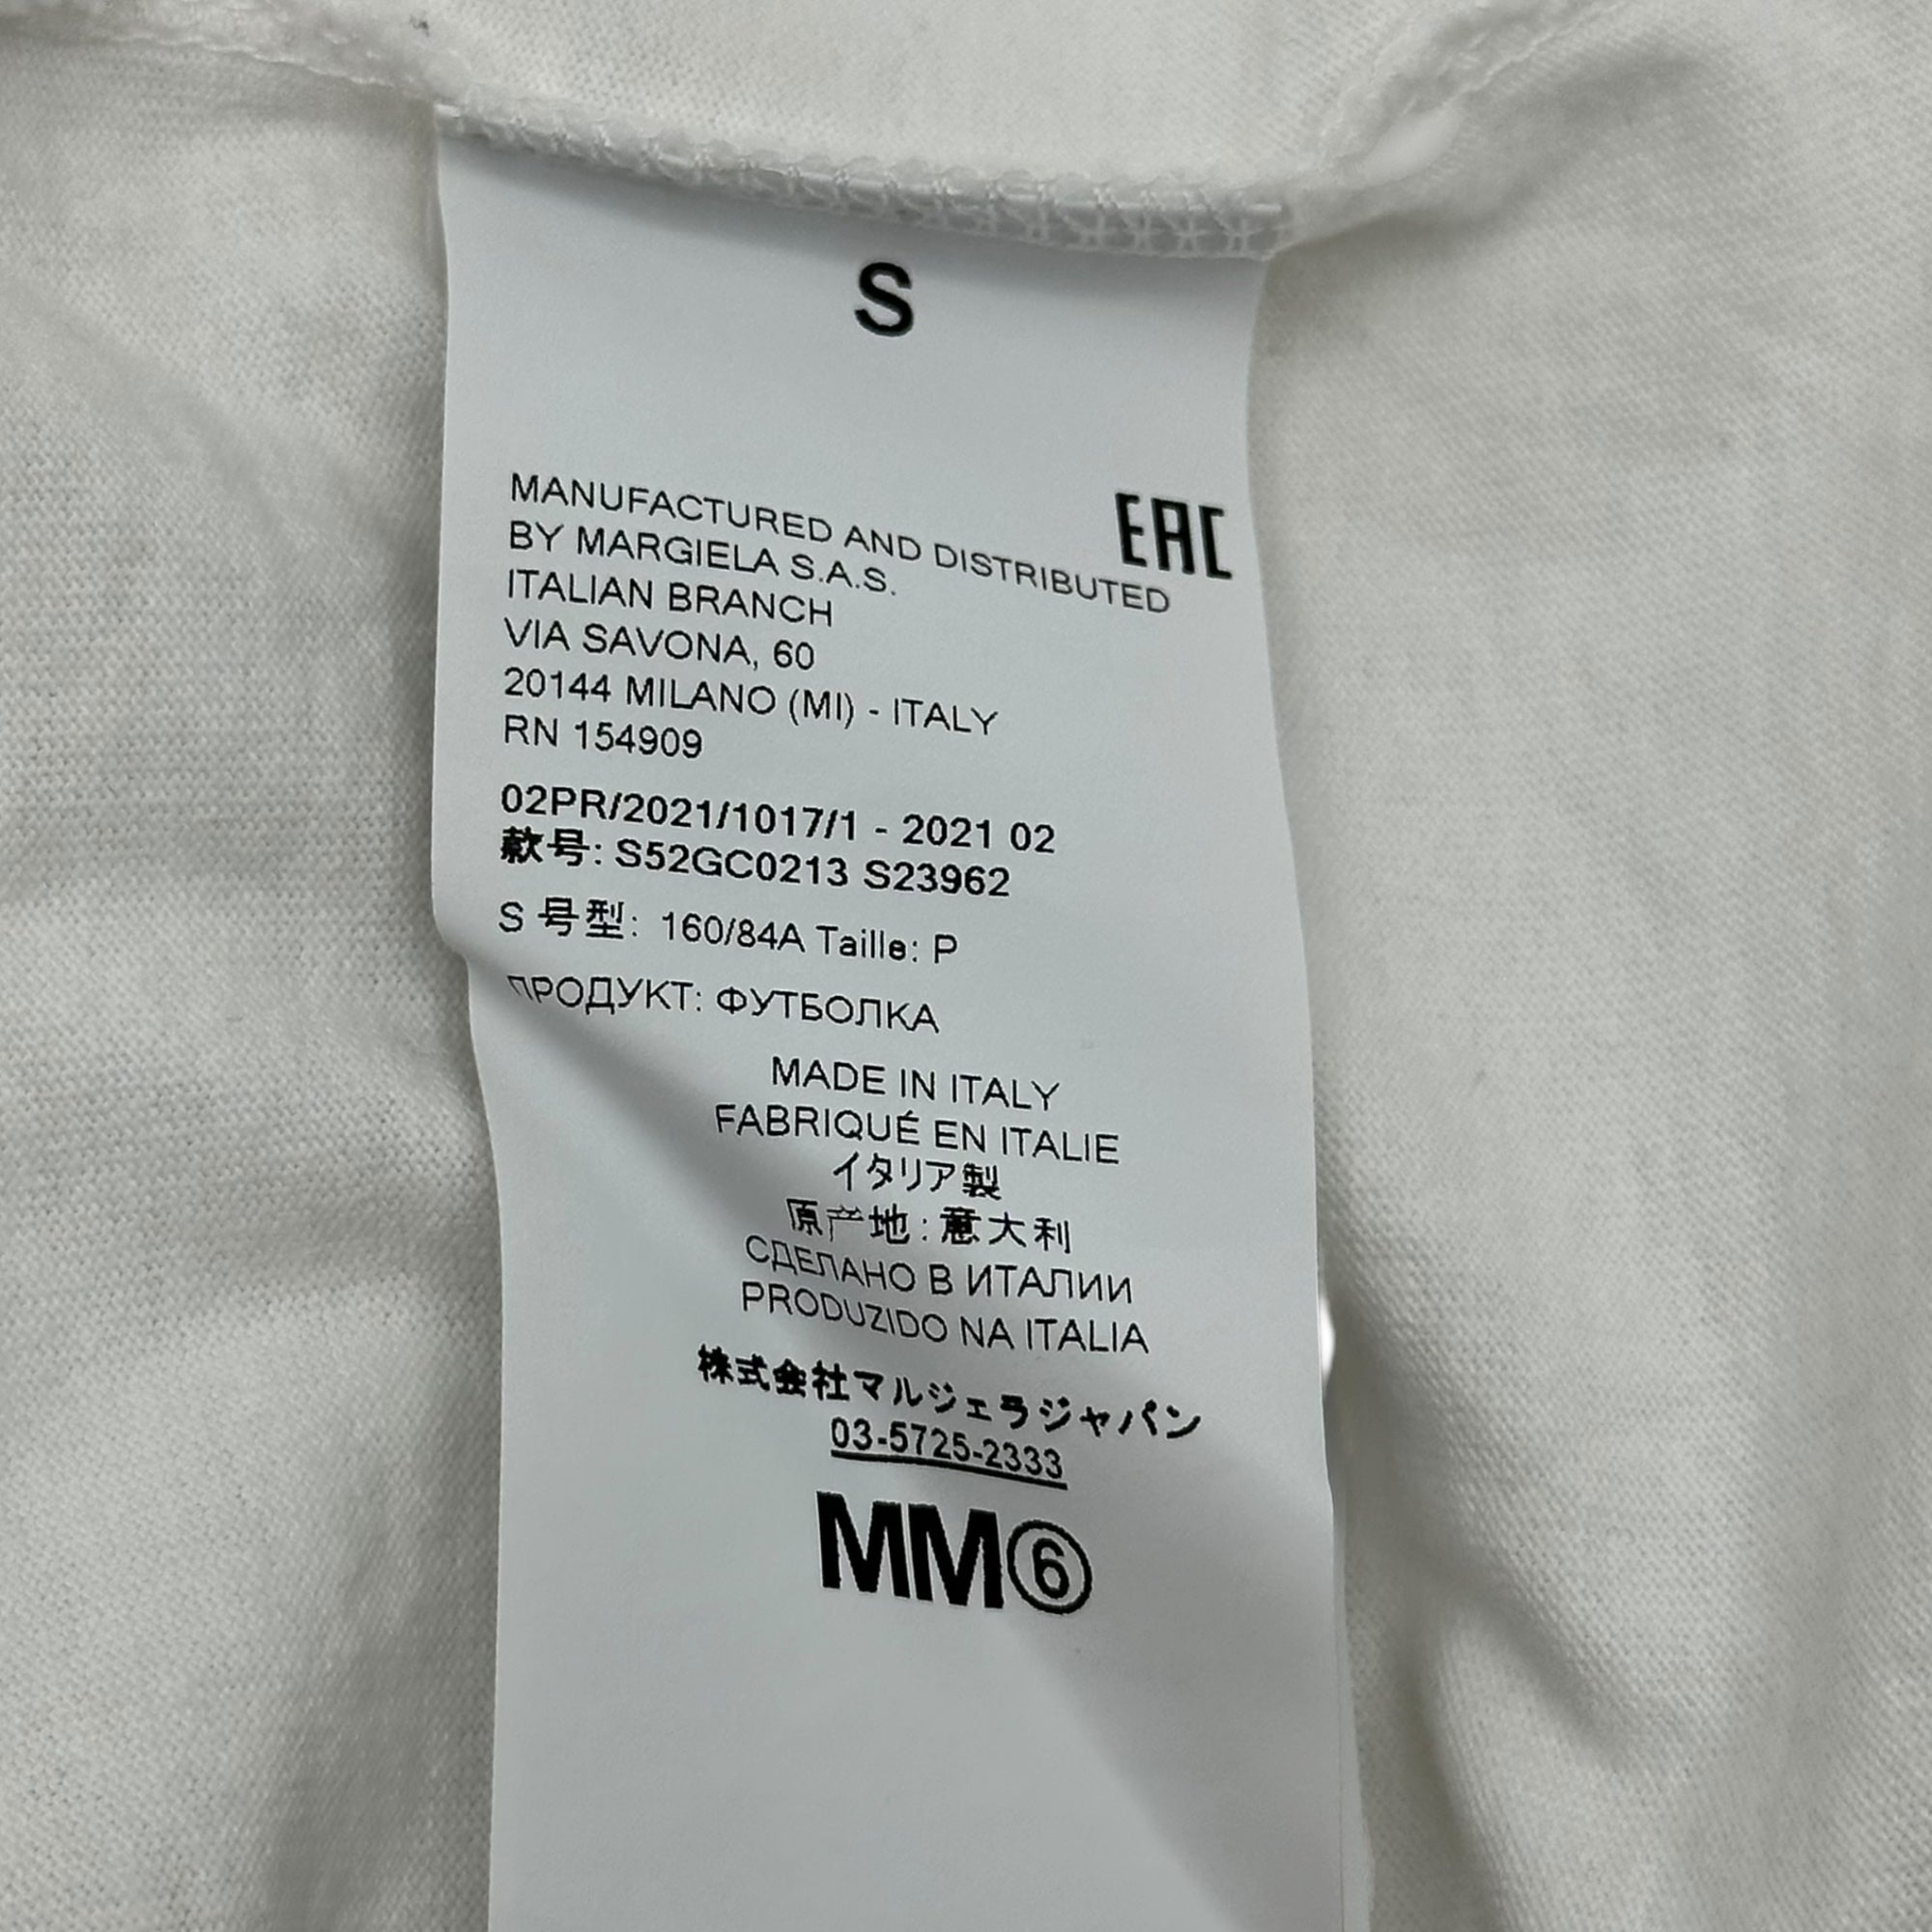 S
EAC
MANUFACTURED AND DISTRIBUTED
BY MARGIELA S.A.S.
ITALIAN BRANCH
VIA SAVONA, 60
20144 MILANO (MI) - ITALY
RN 154909
02PR/2021/1017/1 - 2021 02
款号: S52GC0213 S23962
S 号型: 160/84A Taille: P
ПРОДУКТ: ФУТБОЛКА
MADE IN ITALY
FABRIQUÉ EN ITALIE
イタリア製
原产地: 意大利
СДЕЛАНО В ИТАЛИИ
PRODUZIDO NA ITALIA
株式会社マルジェラジャパン
03-5725-2333
MM⑥